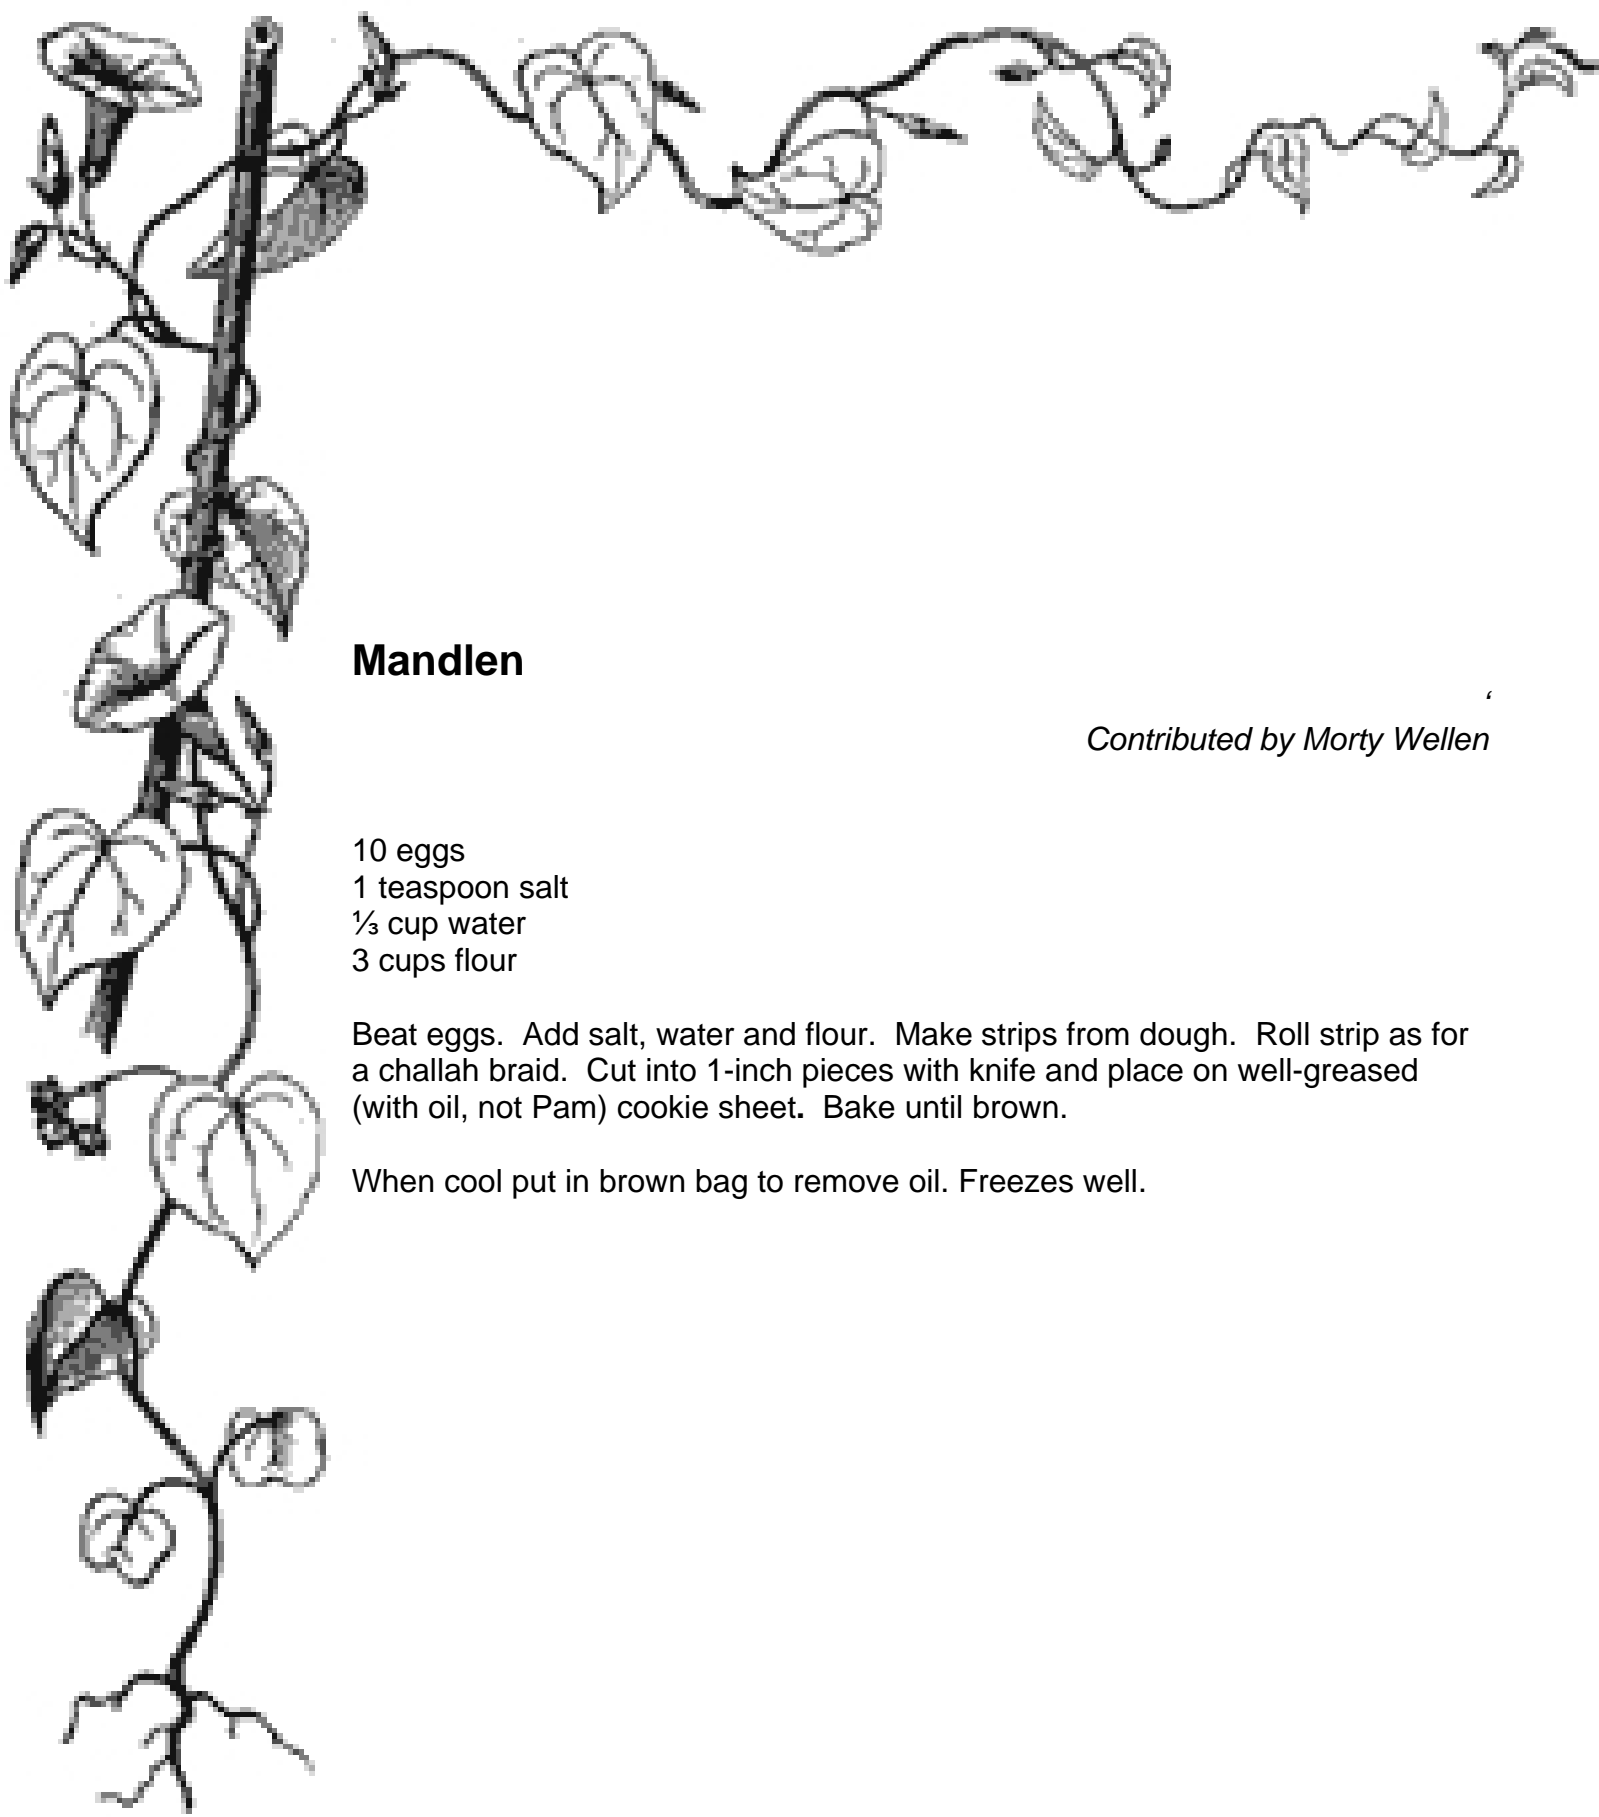 Mandlen
‘
Contributed by Morty Wellen
10 eggs
1 teaspoon salt
⅓ cup water
3 cups flour
Beat eggs.  Add salt, water and flour.  Make strips from dough.  Roll strip as for
a challah braid.  Cut into 1-inch pieces with knife and place on well-greased
(with oil, not Pam) cookie sheet.  Bake until brown.
When cool put in brown bag to remove oil. Freezes well.